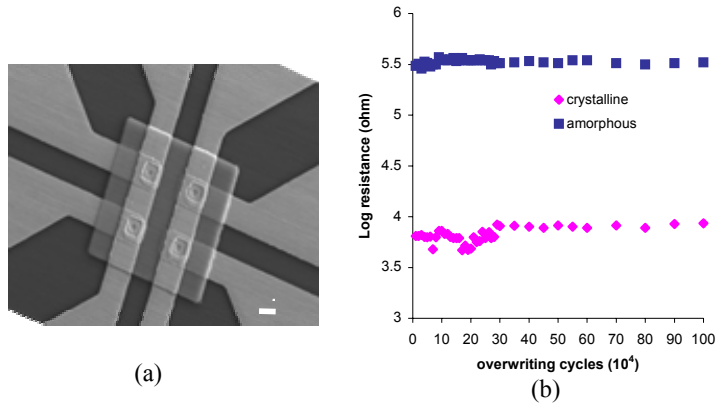 (a)
(b)
6
5.5
5
4.5
4
3.5
3
Log resistance (ohm)
crystalline
amorphous
0 10 20 30 40 50 60 70 80 90 100
overwriting cycles (10⁴)